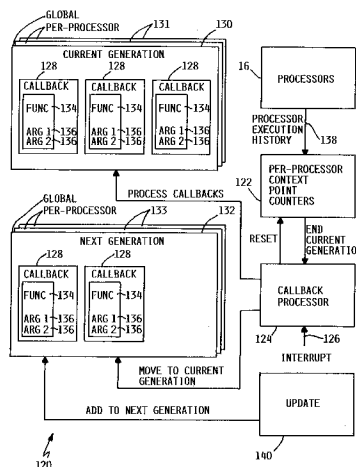 GLOBAL
PER-PROCESSOR
131
130
CURRENT GENERATION
128
128
128
CALLBACK
CALLBACK
CALLBACK
FUNC
134
FUNC
134
FUNC
134
ARG 1
136
ARG 1
136
ARG 1
136
ARG 2
136
ARG 2
136
ARG 2
136
16
PROCESSORS
PROCESSOR
EXECUTION
HISTORY
138
122
PER-PROCESSOR
CONTEXT
POINT
COUNTERS
PROCESS CALLBACKS
GLOBAL
PER-PROCESSOR
133
132
NEXT GENERATION
128
128
CALLBACK
CALLBACK
FUNC
134
FUNC
134
ARG 1
136
ARG 1
136
ARG 2
136
ARG 2
136
RESET
END
CURRENT
GENERATION
CALLBACK
PROCESSOR
124
126
INTERRUPT
MOVE TO CURRENT
GENERATION
ADD TO NEXT GENERATION
UPDATE
140
120